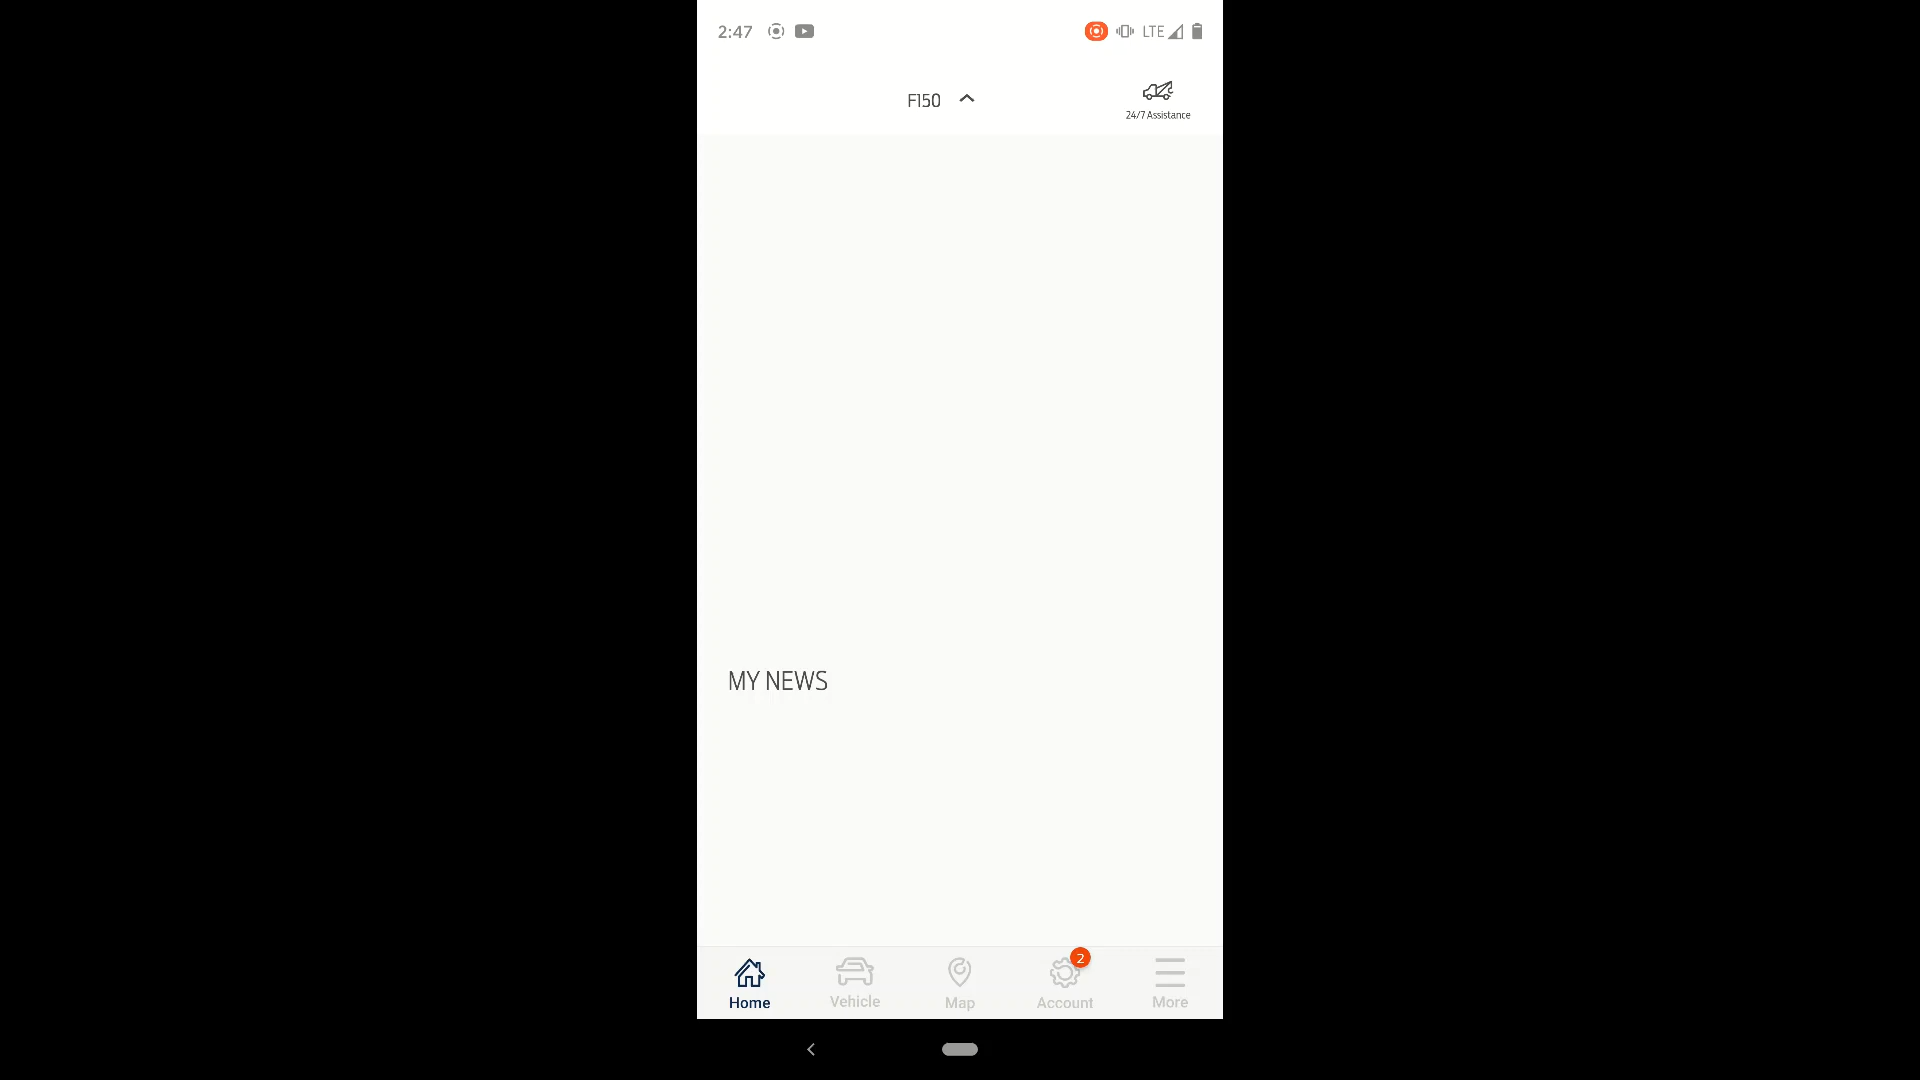 2:47
LTE
F150
24/7 Assistance
MY NEWS
2
Home
Vehicle
Map
Account
More